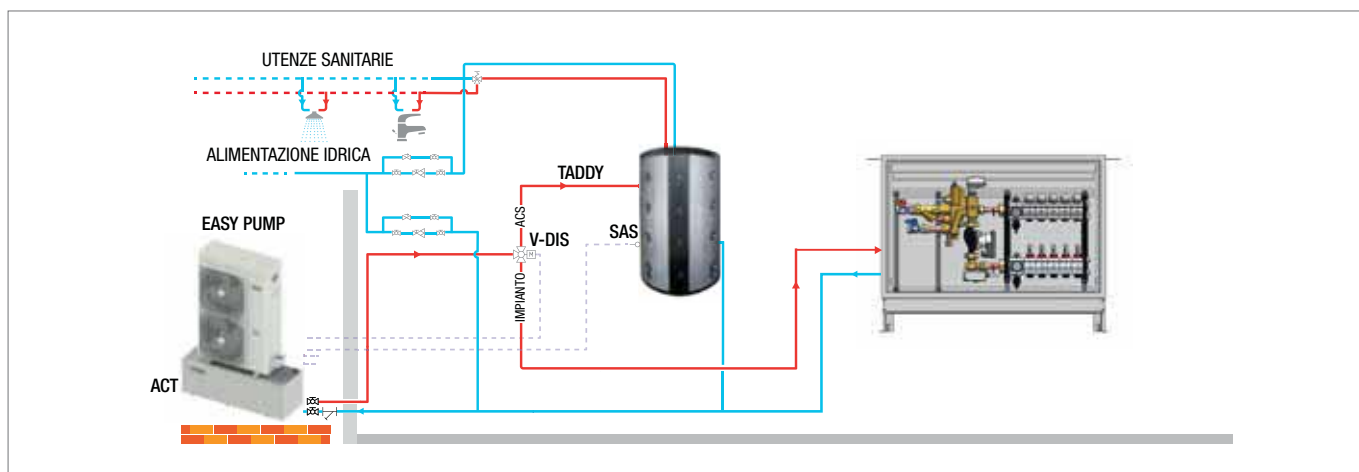 UTENZE SANITARIE
ALIMENTAZIONE IDRICA
TADDY
EASY PUMP
ACS
V-DIS
SAS
M
IMPIANTO
ACT